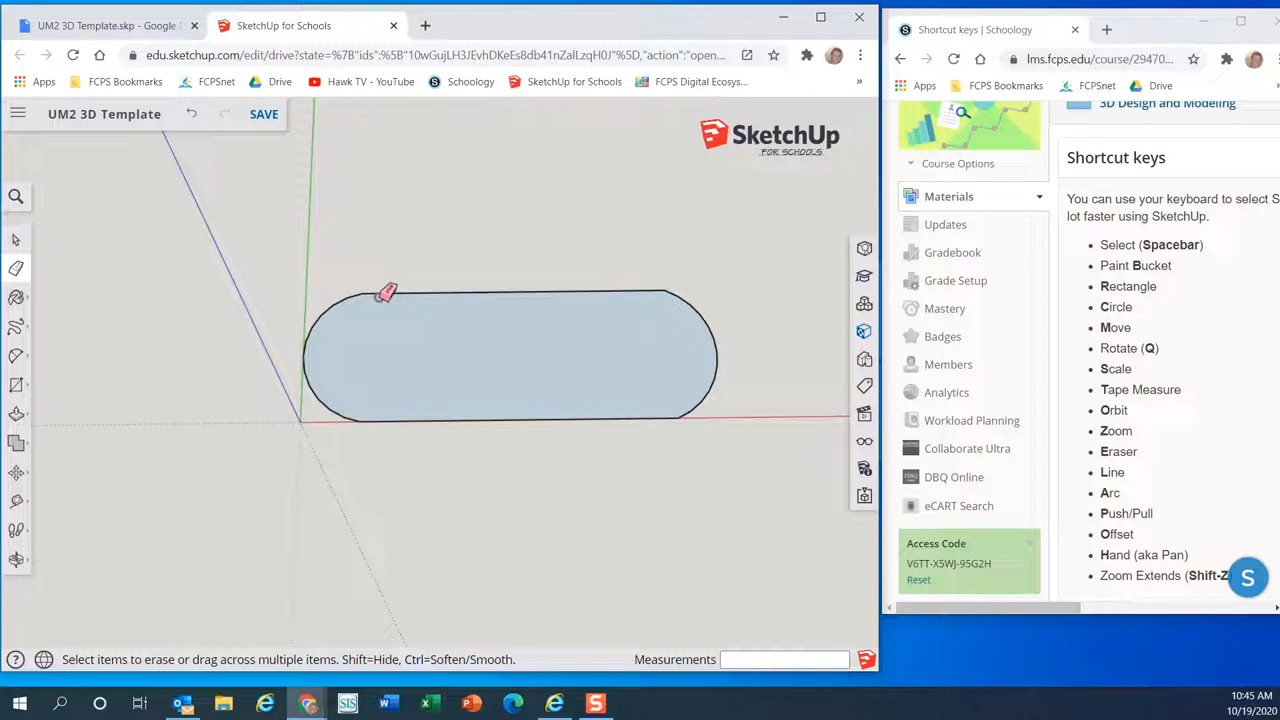 UM2 3D Template.skp - Google
SketchUp for Schools
edu.sketchup.com/edit/drive?state=%7B"ids":%5B"10wGujLH3JEvhDKeEs8db41nZalLzqH0J"%5D,"action":"open...
Apps
FCPS Bookmarks
FCPSnet
Drive
Hawk TV - YouTube
Schoology
SketchUp for Schools
FCPS Digital Ecosy...
UM2 3D Template
SAVE
SketchUp
FOR SCHOOLS
Select items to erase or drag across multiple items. Shift=Hide, Ctrl=Soften/Smooth.
Measurements
Shortcut keys | Schoology
lms.fcps.edu/course/29470...
Apps
FCPS Bookmarks
FCPSnet
Drive
3D Design and Modeling
Course Options
Materials
Updates
Gradebook
Grade Setup
Mastery
Badges
Members
Analytics
Workload Planning
Collaborate Ultra
DBQ Online
eCART Search
Access Code
V6TT-X5WJ-95G2H
Reset
Shortcut keys
You can use your keyboard to select S
lot faster using SketchUp.
Select (Spacebar)
Paint Bucket
Rectangle
Circle
Move
Rotate (Q)
Scale
Tape Measure
Orbit
Zoom
Eraser
Line
Arc
Push/Pull
Offset
Hand (aka Pan)
Zoom Extends (Shift-Z
S
10:45 AM
10/19/2020